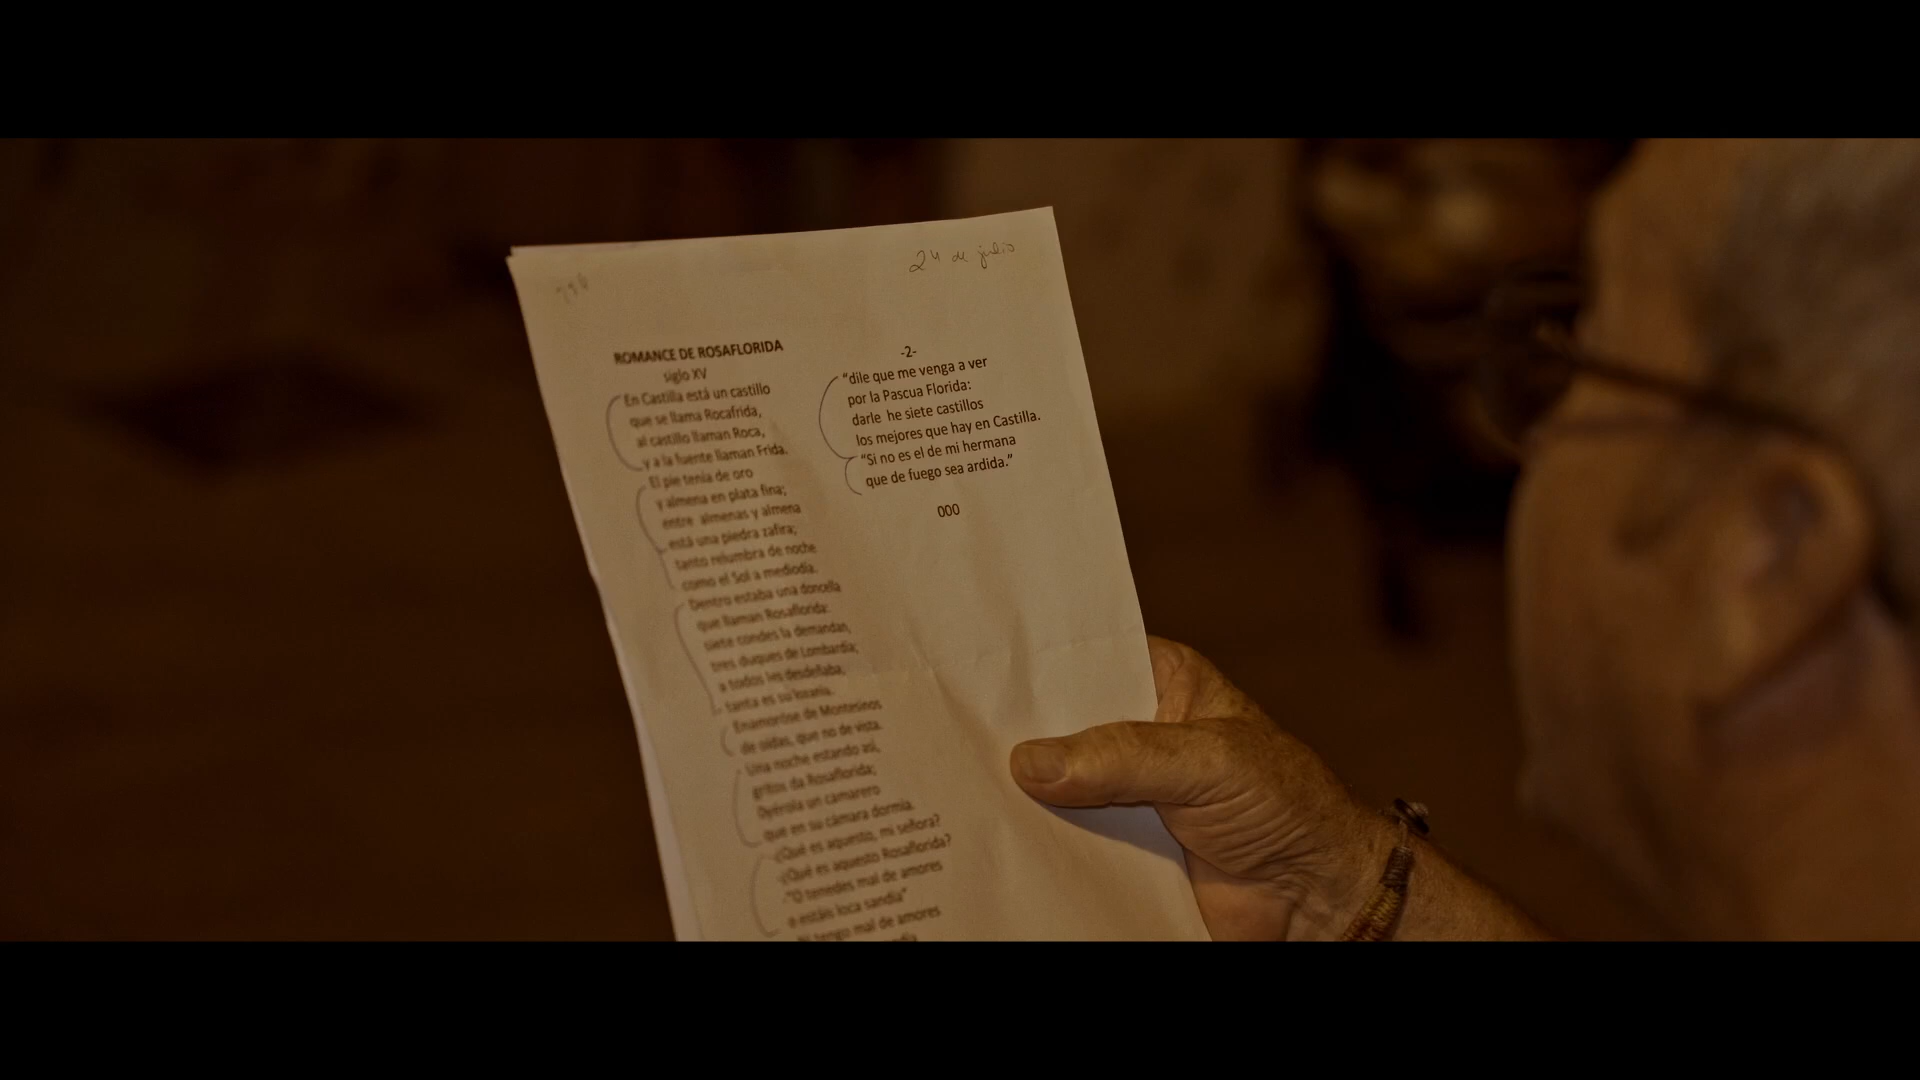 24 de julio
ROMANCE DE ROSAFLORIDA
siglo XV
En Castilla está un castillo
que se llama Rocafrida,
al castillo llaman Roca,
y a la fuente llaman Frida.
El pie tenía de oro
y almena en plata fina;
entre almenas y almena
está una piedra zafira;
tanto relumbra de noche
como el Sol a mediodía.
Dentro estaba una doncella
que llaman Rosaflorida:
siete condes la demandan,
tres duques de Lombardía;
a todos les desdeñaba,
tanta es su lozanía.
Enamoróse de Montesinos
de oídas, que no de vista.
Una noche estando así,
gritos da Rosaflorida;
Oyérola un camarero
que en su cámara dormía.
¿Qué es aquesto, mi señora?
¿Qué es aquesto Rosaflorida?
-"O tenedes mal de amores
o estáis loca sandía"
tengo mal de amores
-2-
"dile que me venga a ver
por la Pascua Florida:
darle he siete castillos
los mejores que hay en Castilla.
"Si no es el de mi hermana
que de fuego sea ardida."
000